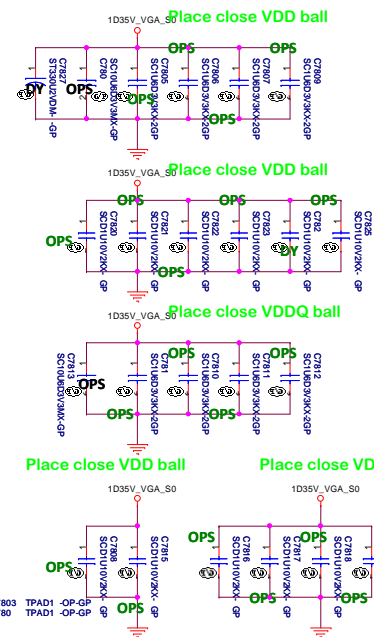 Place close VDD ball
1D35V_VGA_S0
OPS OPS
C7827
ST330U2VDM- -GP
DY
C780
SC10U6D3V3MX-GP
OPS
C7805
SC1U6D3V3KX-2GP
OPS
C7806
SC1U6D3V3KX-2GP
OPS
C7807
SC1U6D3V3KX-2GP
C7809
SC1U6D3V3KX-2GP
Place close VDD ball
1D35V_VGA_S0
OPS OPS OPS
OPS
C7820
SCD1U10V2KX- GP
C7821
SCD1U10V2KX- GP
OPS
C7822
SCD1U10V2KX- GP
C7823
SCD1U10V2KX- GP
C782
SCD1U10V2KX- GP
DY
C7825
SCD1U10V2KX- GP
Place close VDDQ ball
1D35V_VGA_S0
OPS OPS
C7813
SC10U6D3V3MX-GP
OPS
C781
SC1U6D3V3KX-2GP
OPS
C7810
SC1U6D3V3KX-2GP
C7811
SC1U6D3V3KX-2GP
OPS
C7812
SC1U6D3V3KX-2GP
Place close VDD ball
1D35V_VGA_S0
OPS
C7808
SCD1U10V2KX- GP
C7815
SCD1U10V2KX- GP
OPS
Place close VD
1D35V_VGA_S0
OPS OPS
C7816
SCD1U10V2KX- GP
C7817
SCD1U10V2KX- GP
C7818
SCD1U10V2KX- GP
OPS OPS
7803 TPAD1 -OP-GP
780 TPAD1 -OP-GP